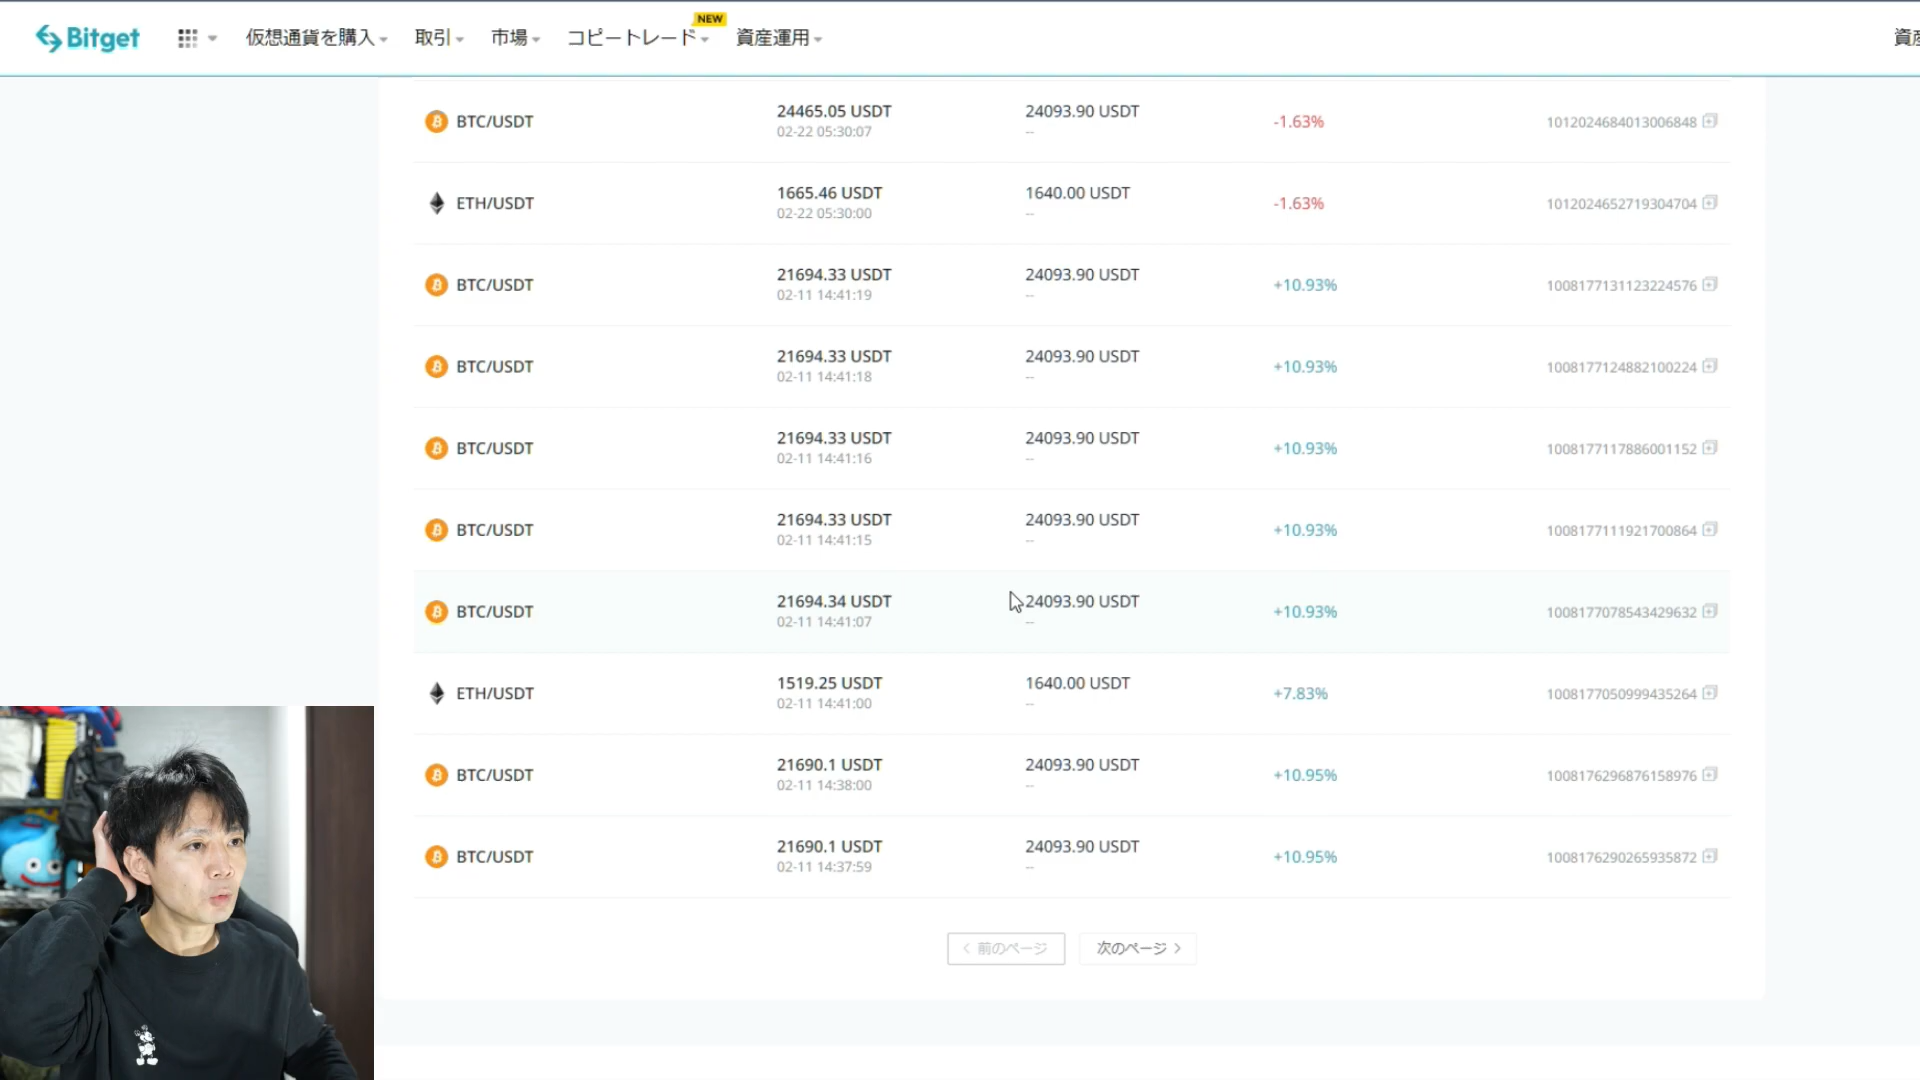 Bitget
仮想通貨を購入
取引
市場
コピートレード
NEW
資産運用
資産
BTC/USDT
24465.05 USDT
02-22 05:30:07
24093.90 USDT
--
-1.63%
1012024684013006848
ETH/USDT
1665.46 USDT
02-22 05:30:00
1640.00 USDT
--
-1.63%
1012024652719304704
BTC/USDT
21694.33 USDT
02-11 14:41:19
24093.90 USDT
--
+10.93%
1008177131123224576
BTC/USDT
21694.33 USDT
02-11 14:41:18
24093.90 USDT
--
+10.93%
1008177124882100224
BTC/USDT
21694.33 USDT
02-11 14:41:16
24093.90 USDT
--
+10.93%
1008177117886001152
BTC/USDT
21694.33 USDT
02-11 14:41:15
24093.90 USDT
--
+10.93%
1008177111921700864
BTC/USDT
21694.34 USDT
02-11 14:41:07
24093.90 USDT
--
+10.93%
1008177078543429632
ETH/USDT
1519.25 USDT
02-11 14:41:00
1640.00 USDT
--
+7.83%
1008177050999435264
BTC/USDT
21690.1 USDT
02-11 14:38:00
24093.90 USDT
--
+10.95%
1008176296876158976
BTC/USDT
21690.1 USDT
02-11 14:37:59
24093.90 USDT
--
+10.95%
1008176290265935872
前のページ
次のページ